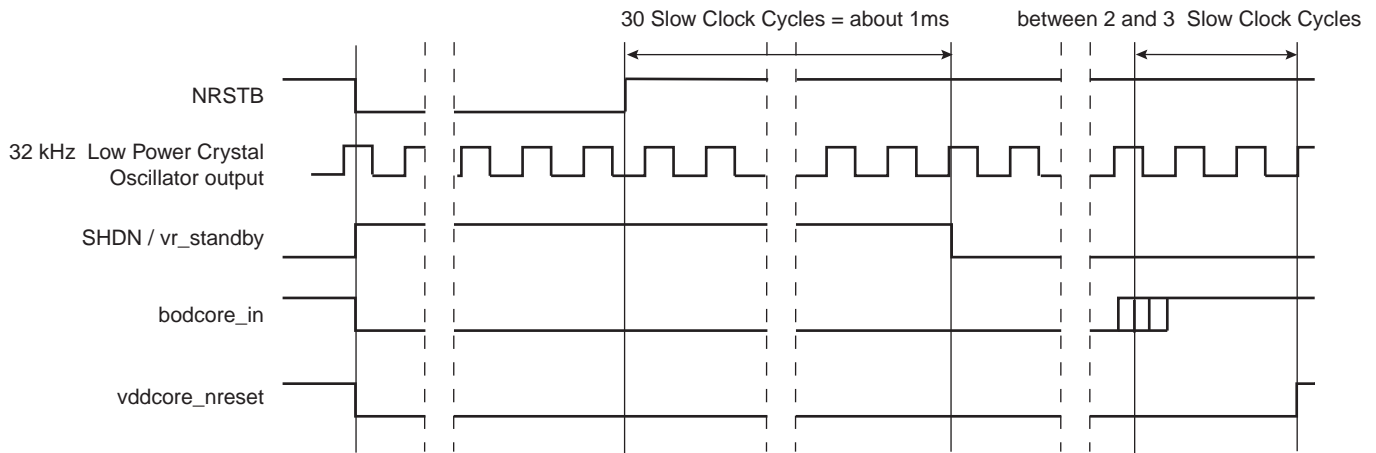 30 Slow Clock Cycles = about 1ms
between 2 and 3 Slow Clock Cycles
NRSTB
32 kHz Low Power Crystal
Oscillator output
SHDN / vr_standby
bodcore_in
vddcore_nreset